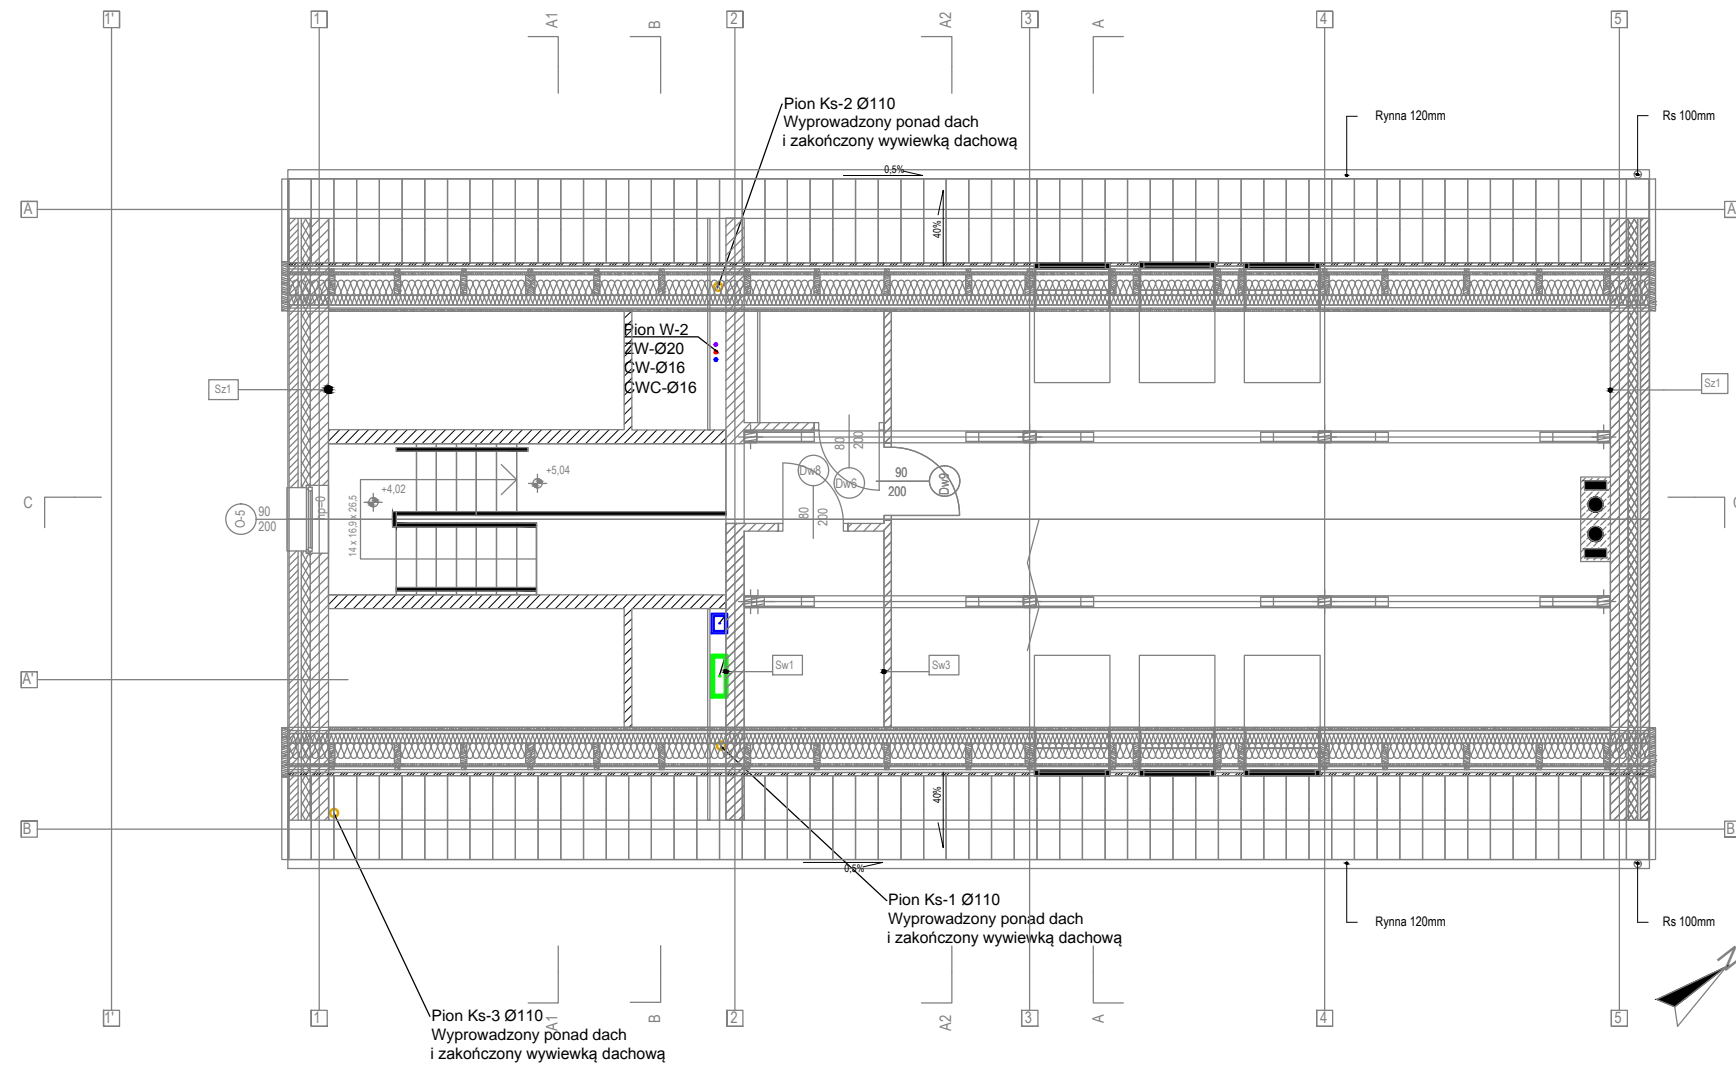 1'
1
A1
B
2
A2
3
A
4
5
Pion Ks-2 Ø110
Wyprowadzony ponad dach
i zakończony wywiewką dachową
Rynna 120mm
Rs 100mm
0,5%
A
A
40%
Pion W-2
ZW-Ø20
CW-Ø16
CWC-Ø16
Sz1
Sz1
80
200
90
200
Dw8
Dw6
Dw9
+5,04
+4,02
C
O-5
90
200
hp=0
14 x 16,9 x 26,5
80
200
Sw1
Sw3
A'
40%
B
B
0,5%
Pion Ks-1 Ø110
Wyprowadzony ponad dach
i zakończony wywiewką dachową
Rynna 120mm
Rs 100mm
Pion Ks-3 Ø110
Wyprowadzony ponad dach
i zakończony wywiewką dachową
1'
1
A1
B
2
A2
3
A
4
5